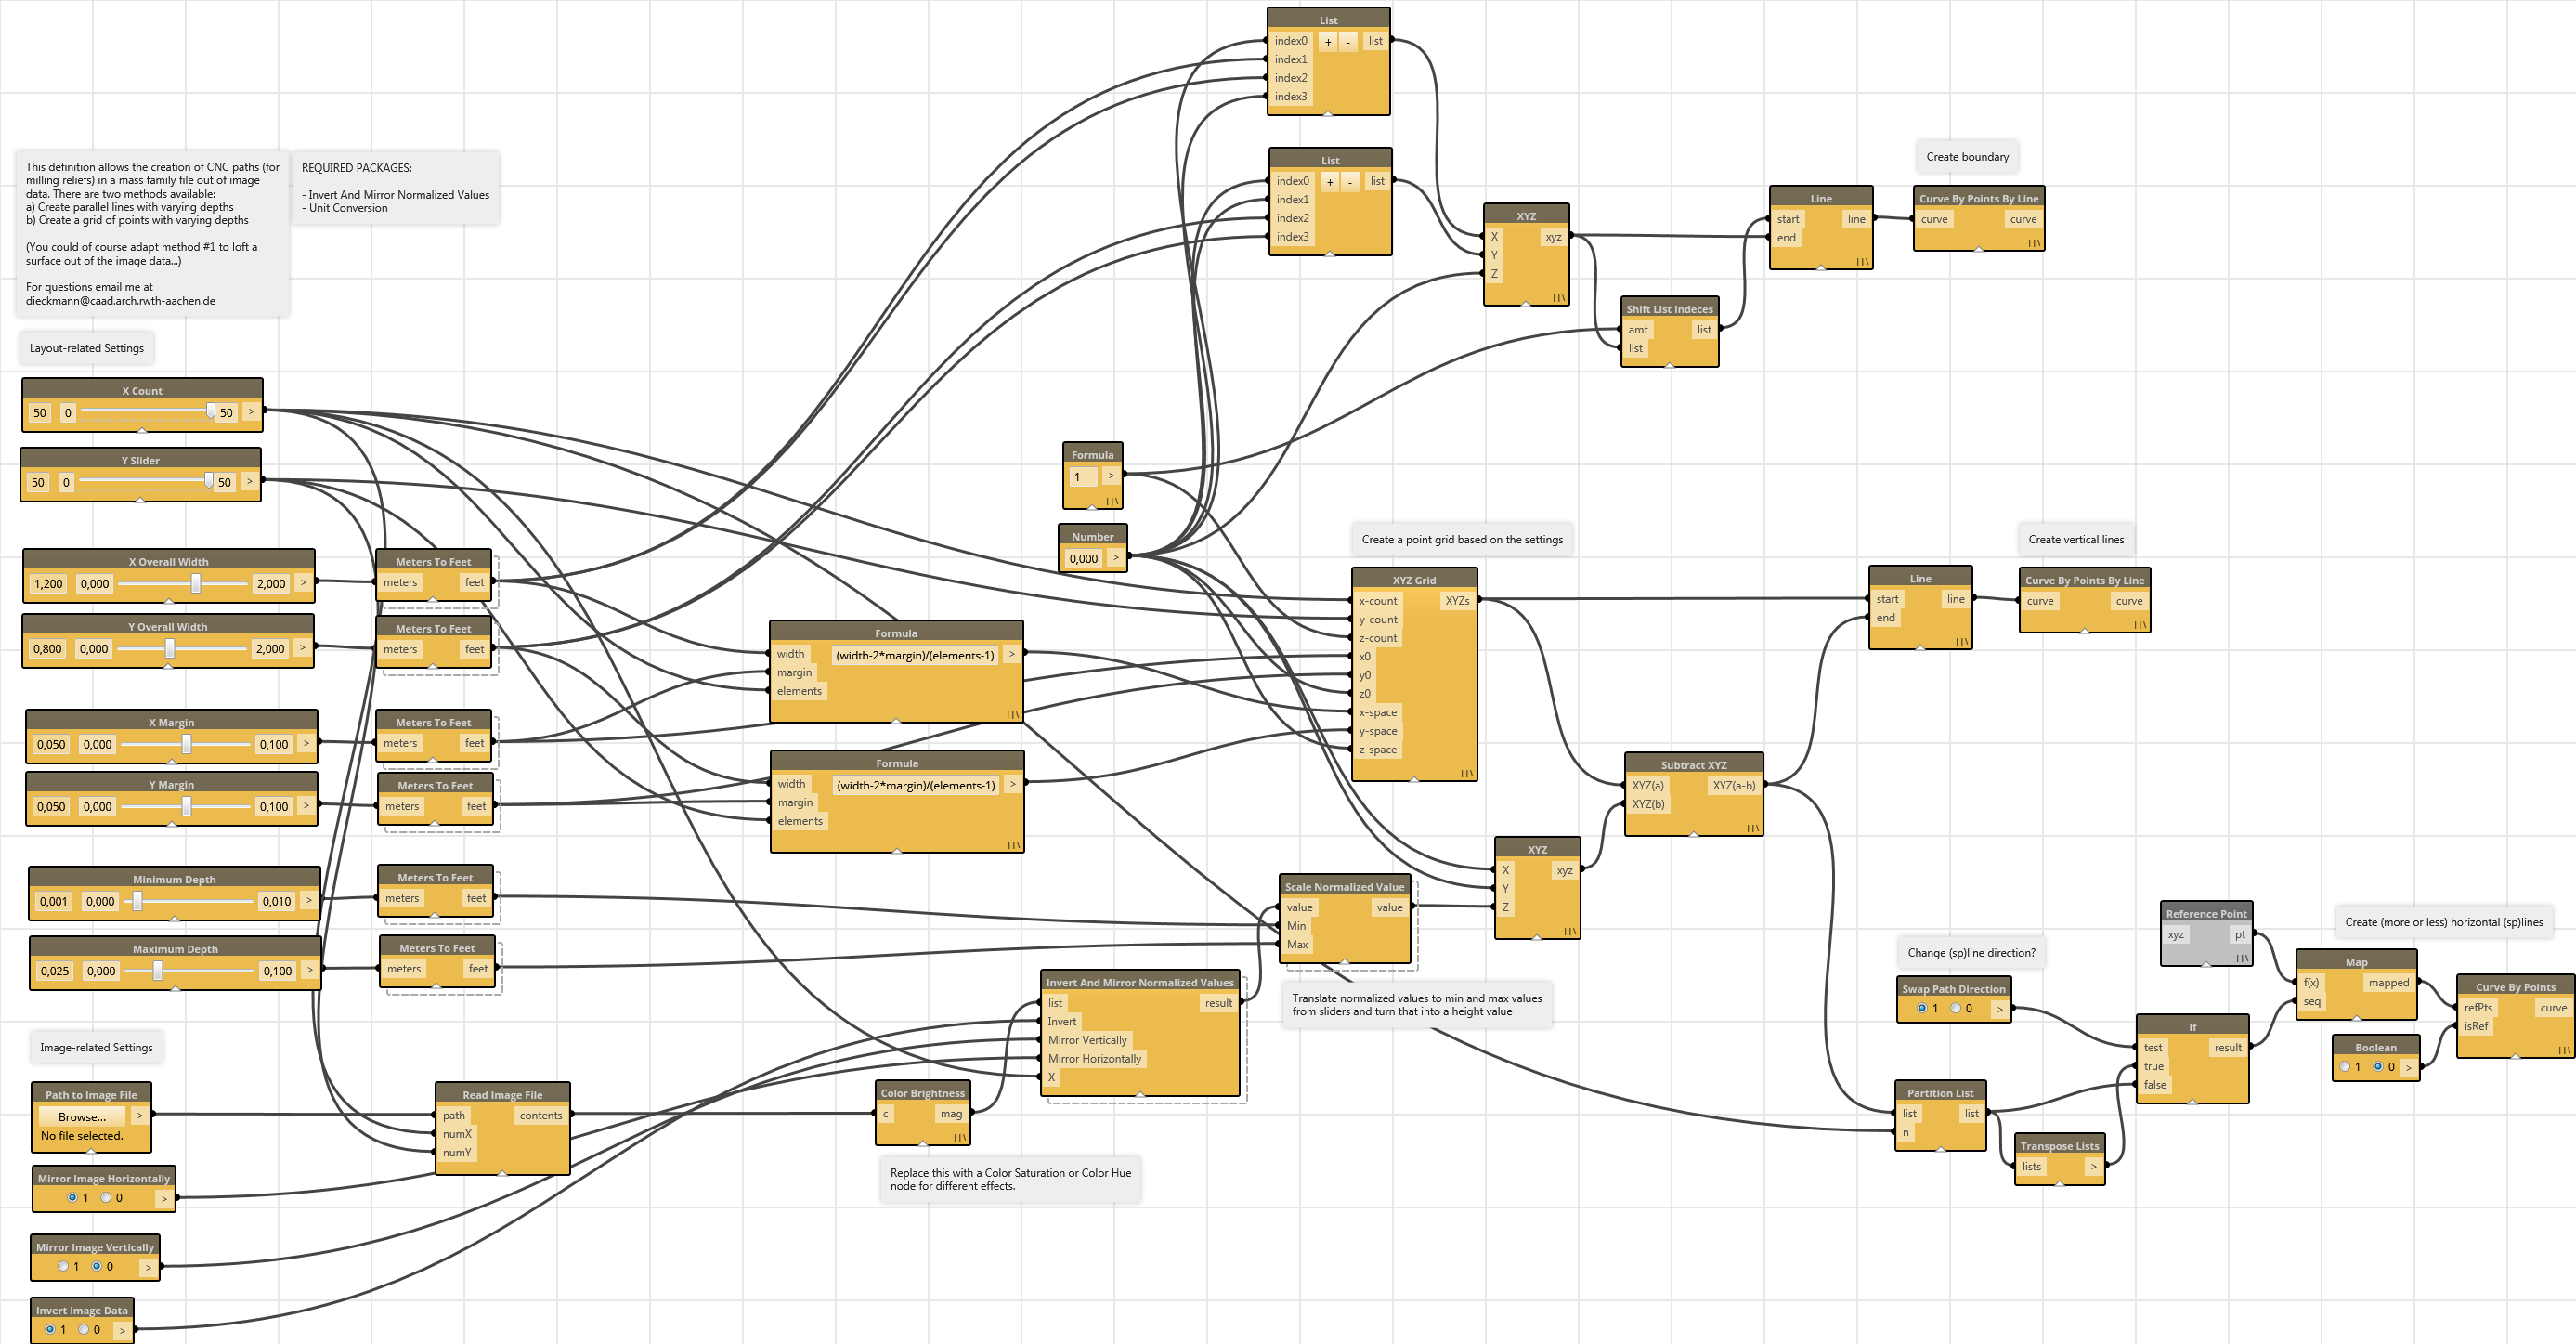 List
index0 + - list
index1
index2
index3
List
index0 + - list
index1
index2
index3
This definition allows the creation of CNC paths (for
milling reliefs) in a mass family file out of image
data. There are two methods available:
a) Create parallel lines with varying depths
b) Create a grid of points with varying depths
(You could of course adapt method #1 to loft a
surface out of the image data...)
For questions email me at
dieckmann@caad.arch.rwth-aachen.de
REQUIRED PACKAGES:
- Invert And Mirror Normalized Values
- Unit Conversion
Create boundary
XYZ
X xyz
Y
Z
Line
start line
end
Curve By Points By Line
curve curve
Shift List Indeces
amt list
list
Layout-related Settings
X Count
50 0 50 >
Y Slider
50 0 50 >
X Overall Width
1,200 0,000 2,000 >
Y Overall Width
0,800 0,000 2,000 >
X Margin
0,050 0,000 0,100 >
Y Margin
0,050 0,000 0,100 >
Minimum Depth
0,001 0,000 0,010 >
Maximum Depth
0,025 0,000 0,100 >
Meters To Feet
meters feet
Meters To Feet
meters feet
Meters To Feet
meters feet
Meters To Feet
meters feet
Meters To Feet
meters feet
Meters To Feet
meters feet
Formula
1 >
Number
0,000 >
Formula
width (width-2*margin)/(elements-1) >
margin
elements
Formula
width (width-2*margin)/(elements-1) >
margin
elements
Create a point grid based on the settings
XYZ Grid
x-count XYZs
y-count
z-count
x0
y0
z0
x-space
y-space
z-space
Create vertical lines
Line
start line
end
Curve By Points By Line
curve curve
Subtract XYZ
XYZ(a) XYZ(a-b)
XYZ(b)
XYZ
X xyz
Y
Z
Scale Normalized Value
value value
Min
Max
Translate normalized values to min and max values
from sliders and turn that into a height value
Invert And Mirror Normalized Values
list result
Invert
Mirror Vertically
Mirror Horizontally
X
Image-related Settings
Path to Image File
Browse... >
No file selected.
Mirror Image Horizontally
1 0 >
Mirror Image Vertically
1 0 >
Invert Image Data
1 0 >
Read Image File
path contents
numX
numY
Color Brightness
c mag
Replace this with a Color Saturation or Color Hue
node for different effects.
Change (sp)line direction?
Swap Path Direction
1 0 >
Partition List
list list
n
Transpose Lists
lists >
If
test result
true
false
Reference Point
xyz pt
Create (more or less) horizontal (sp)lines
Map
f(x) mapped
seq
Boolean
1 0 >
Curve By Points
refPts curve
isRef